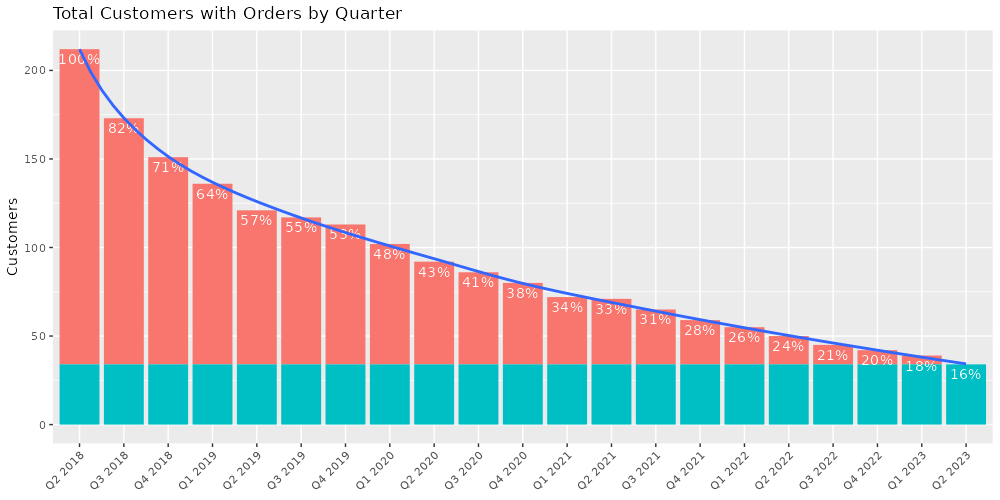 Total Customers with Orders by Quarter
Customers
200
150
100
50
0
100%
82%
71%
64%
57%
55%
53%
48%
43%
41%
38%
34%
33%
31%
28%
26%
24%
21%
20%
18%
16%
Q2 2018
Q3 2018
Q4 2018
Q1 2019
Q2 2019
Q3 2019
Q4 2019
Q1 2020
Q2 2020
Q3 2020
Q4 2020
Q1 2021
Q2 2021
Q3 2021
Q4 2021
Q1 2022
Q2 2022
Q3 2022
Q4 2022
Q1 2023
Q2 2023